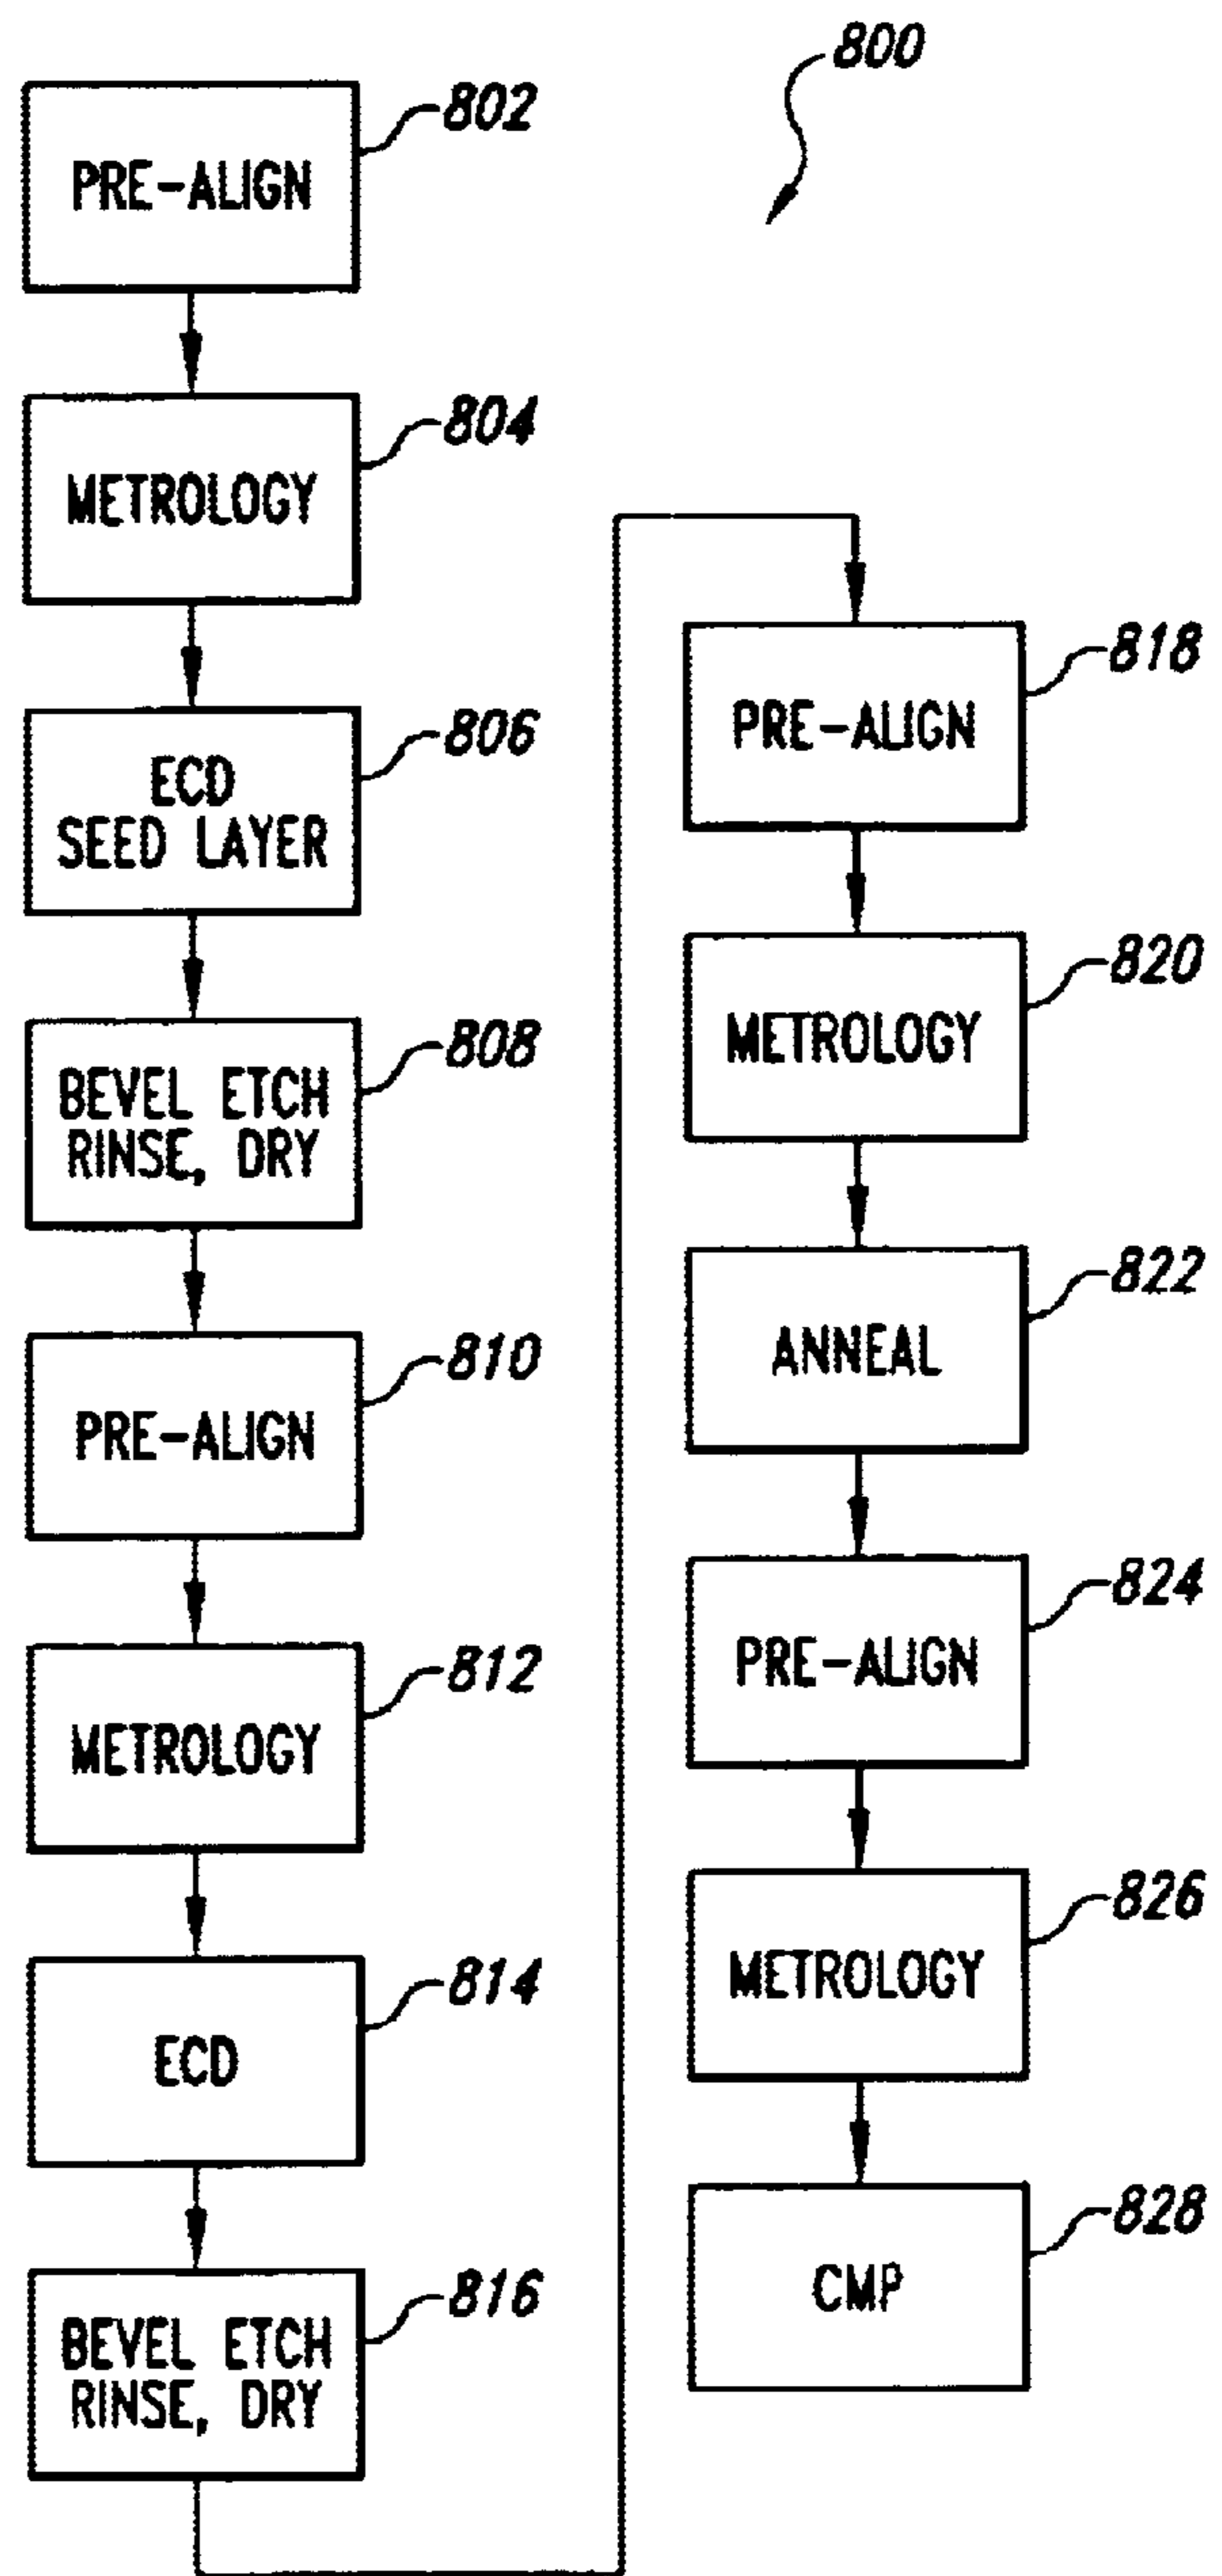 800
802
PRE-ALIGN
804
METROLOGY
806
ECD
SEED LAYER
808
BEVEL ETCH
RINSE, DRY
810
PRE-ALIGN
812
METROLOGY
814
ECD
816
BEVEL ETCH
RINSE, DRY
818
PRE-ALIGN
820
METROLOGY
822
ANNEAL
824
PRE-ALIGN
826
METROLOGY
828
CMP